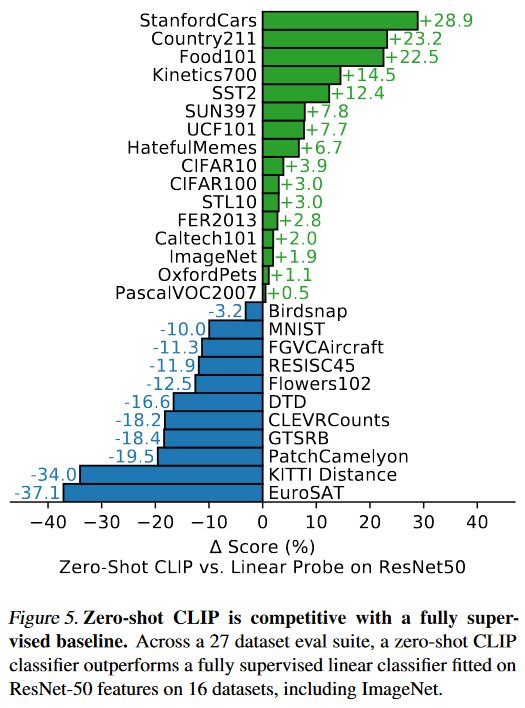 StanfordCars +28.9
Country211 +23.2
Food101 +22.5
Kinetics700 +14.5
SST2 +12.4
SUN397 +7.8
UCF101 +7.7
HatefulMemes +6.7
CIFAR10 +3.9
CIFAR100 +3.0
STL10 +3.0
FER2013 +2.8
Caltech101 +2.0
ImageNet +1.9
OxfordPets +1.1
PascalVOC2007 +0.5
-3.2 Birdsnap
-10.0 MNIST
-11.3 FGVCAircraft
-11.9 RESISC45
-12.5 Flowers102
-16.6 DTD
-18.2 CLEVRCounts
-18.4 GTSRB
-19.5 PatchCamelyon
-34.0 KITTI Distance
-37.1 EuroSAT
−40 −30 −20 −10 0 10 20 30 40
Δ Score (%)
Zero-Shot CLIP vs. Linear Probe on ResNet50
Figure 5. Zero-shot CLIP is competitive with a fully super-
vised baseline. Across a 27 dataset eval suite, a zero-shot CLIP
classifier outperforms a fully supervised linear classifier fitted on
ResNet-50 features on 16 datasets, including ImageNet.